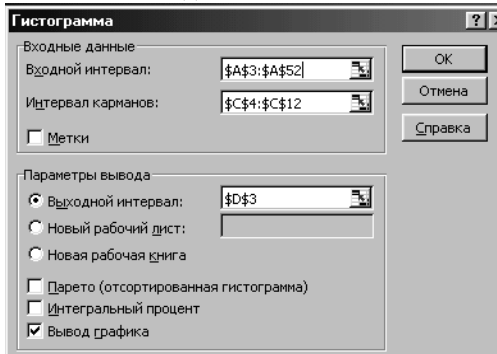 Гистограмма
Входные данные
Входной интервал: $A$3:$A$52
Интервал карманов: $C$4:$C$12
Метки
ОК
Отмена
Справка
Параметры вывода
Выходной интервал: $D$3
Новый рабочий лист:
Новая рабочая книга
Парето (отсортированная гистограмма)
Интегральный процент
Вывод графика